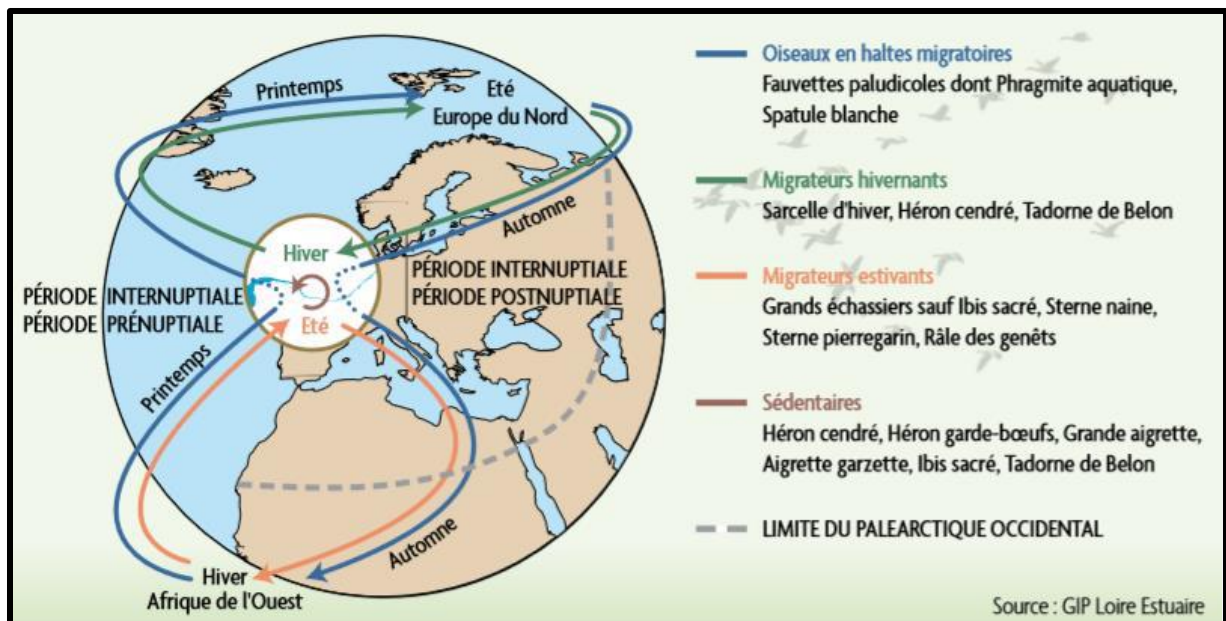 Printemps
Eté
Europe du Nord
Automne
Hiver
Eté
PÉRIODE INTERNUPTIALE
PÉRIODE PRÉNUPTIALE
PÉRIODE INTERNUPTIALE
PÉRIODE POSTNUPTIALE
Printemps
Automne
Hiver
Afrique de l'Ouest
Oiseaux en haltes migratoires
Fauvettes paludicoles dont Phragmite aquatique,
Spatule blanche
Migrateurs hivernants
Sarcelle d'hiver, Héron cendré, Tadorne de Belon
Migrateurs estivants
Grands échassiers sauf Ibis sacré, Sterne naine,
Sterne pierregarin, Râle des genêts
Sédentaires
Héron cendré, Héron garde-bœufs, Grande aigrette,
Aigrette garzette, Ibis sacré, Tadorne de Belon
LIMITE DU PALEARCTIQUE OCCIDENTAL
Source : GIP Loire Estuaire